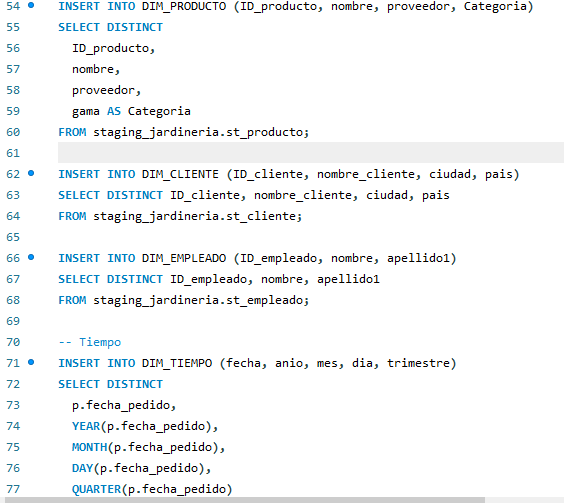 54 INSERT INTO DIM_PRODUCTO (ID_producto, nombre, proveedor, Categoria)
55 SELECT DISTINCT
56 ID_producto,
57 nombre,
58 proveedor,
59 gama AS Categoria
60 FROM staging_jardineria.st_producto;
61
62 INSERT INTO DIM_CLIENTE (ID_cliente, nombre_cliente, ciudad, pais)
63 SELECT DISTINCT ID_cliente, nombre_cliente, ciudad, pais
64 FROM staging_jardineria.st_cliente;
65
66 INSERT INTO DIM_EMPLEADO (ID_empleado, nombre, apellido1)
67 SELECT DISTINCT ID_empleado, nombre, apellido1
68 FROM staging_jardineria.st_empleado;
69
70 -- Tiempo
71 INSERT INTO DIM_TIEMPO (fecha, anio, mes, dia, trimestre)
72 SELECT DISTINCT
73 p.fecha_pedido,
74 YEAR(p.fecha_pedido),
75 MONTH(p.fecha_pedido),
76 DAY(p.fecha_pedido),
77 QUARTER(p.fecha_pedido)